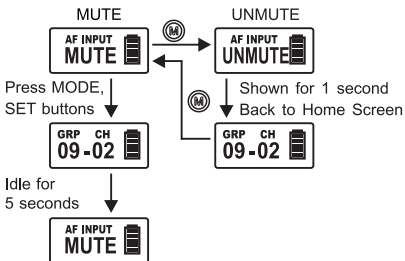 MUTE
UNMUTE
AF INPUT
MUTE
M
AF INPUT
UNMUTE
Press MODE,
SET buttons
M
Shown for 1 second
Back to Home Screen
GRP CH
09-02
GRP CH
09-02
Idle for
5 seconds
AF INPUT
MUTE